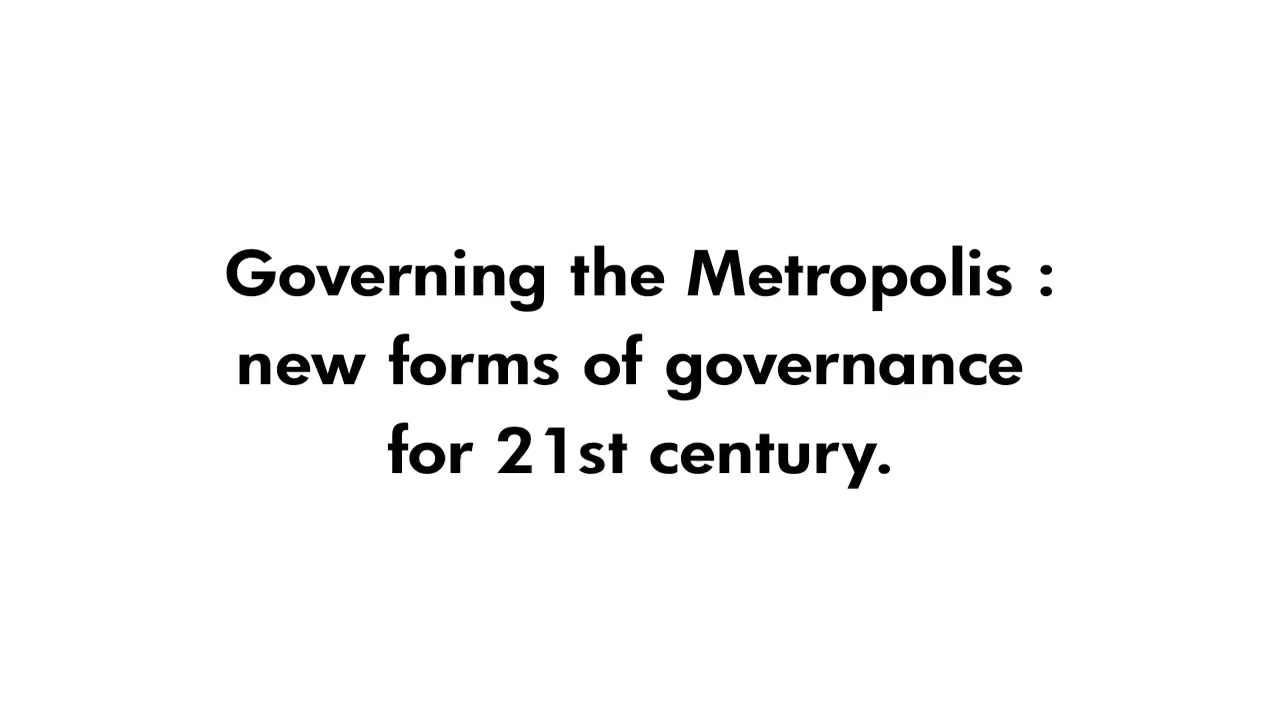 Governing the Metropolis :
new forms of governance
for 21st century.